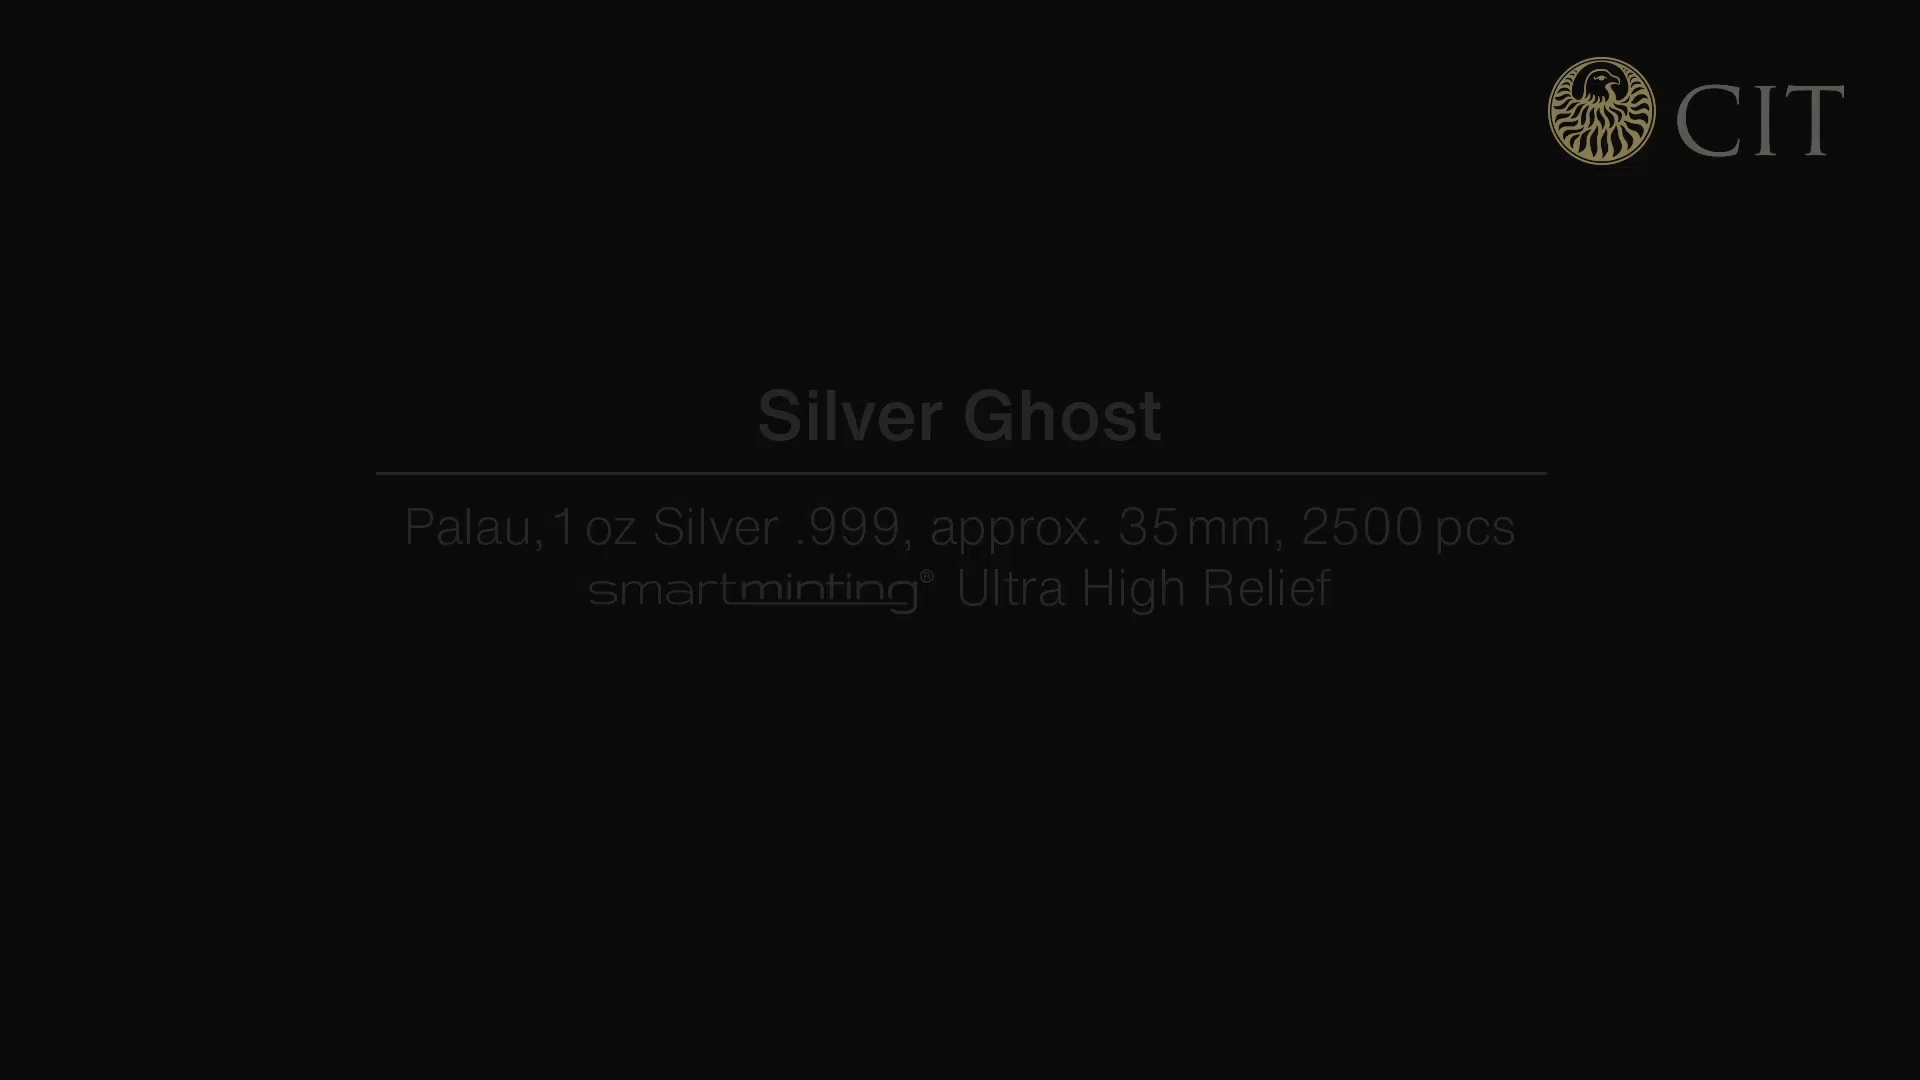 CIT
Silver Ghost
Palau, 1 oz Silver .999, approx. 35 mm, 2500 pcs
smartminting® Ultra High Relief